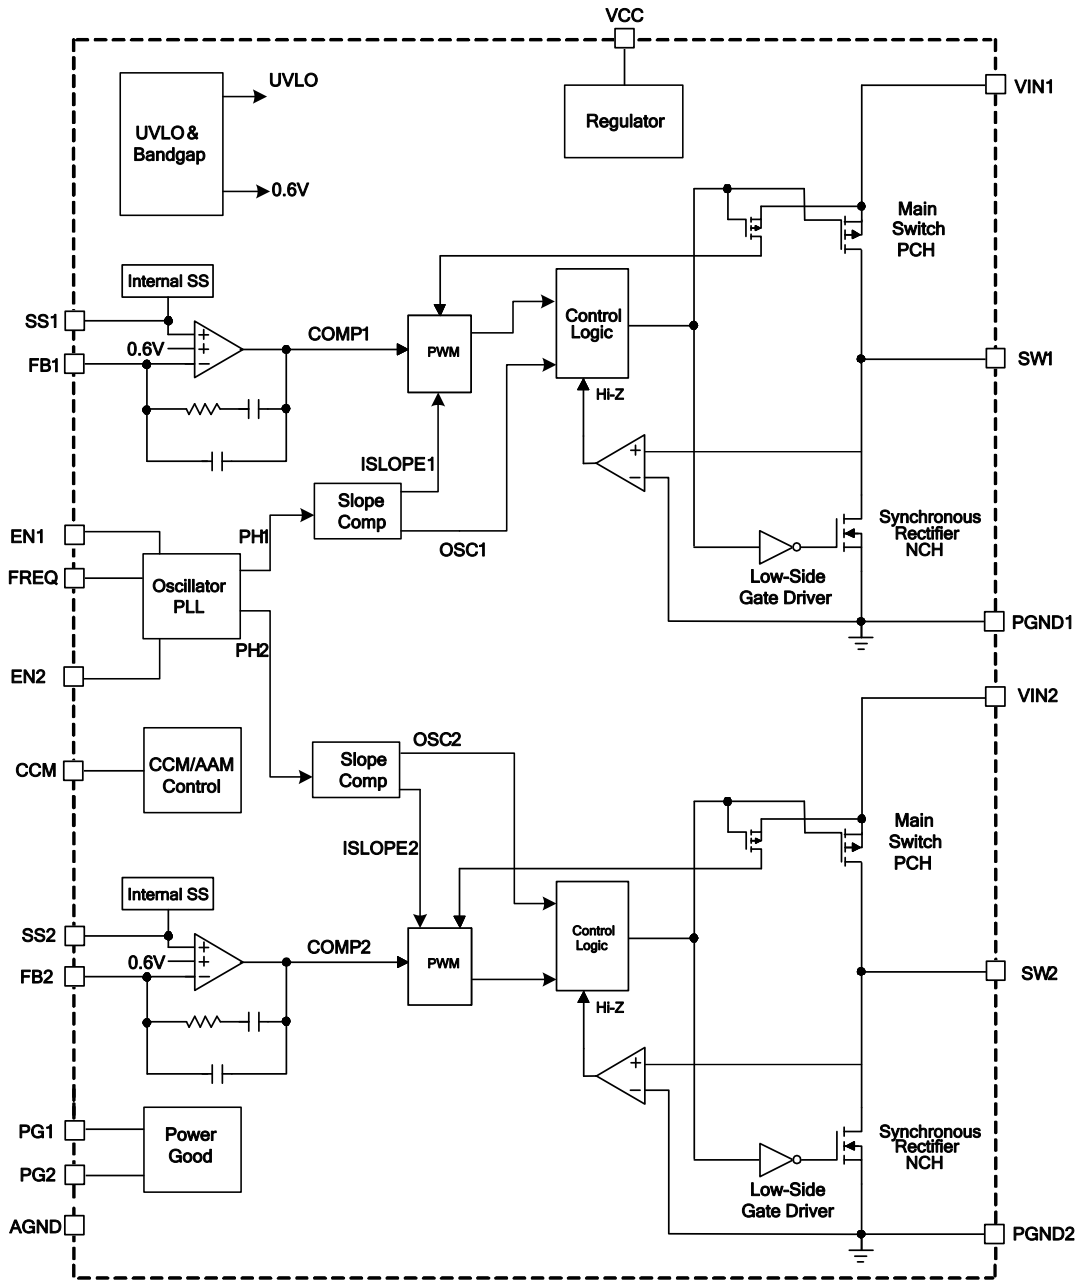 VCC
UVLO
VIN1
UVLO &
Bandgap
Regulator
0.6V
Main
Switch
PCH
Internal SS
SS1
COMP1
Control
Logic
+
0.6V
+
PWM
SW1
FB1
−
Hi-Z
+
ISLOPE1
−
Slope
Comp
Synchronous
Rectifier
NCH
EN1
PH1
OSC1
FREQ
Oscillator
PLL
Low-Side
Gate Driver
PGND1
PH2
EN2
VIN2
OSC2
CCM
CCM/AAM
Control
Slope
Comp
Main
Switch
PCH
ISLOPE2
Internal SS
SS2
COMP2
Control
Logic
+
0.6V
+
PWM
SW2
FB2
−
Hi-Z
+
−
PG1
Power
Good
Synchronous
Rectifier
NCH
PG2
Low-Side
Gate Driver
AGND
PGND2